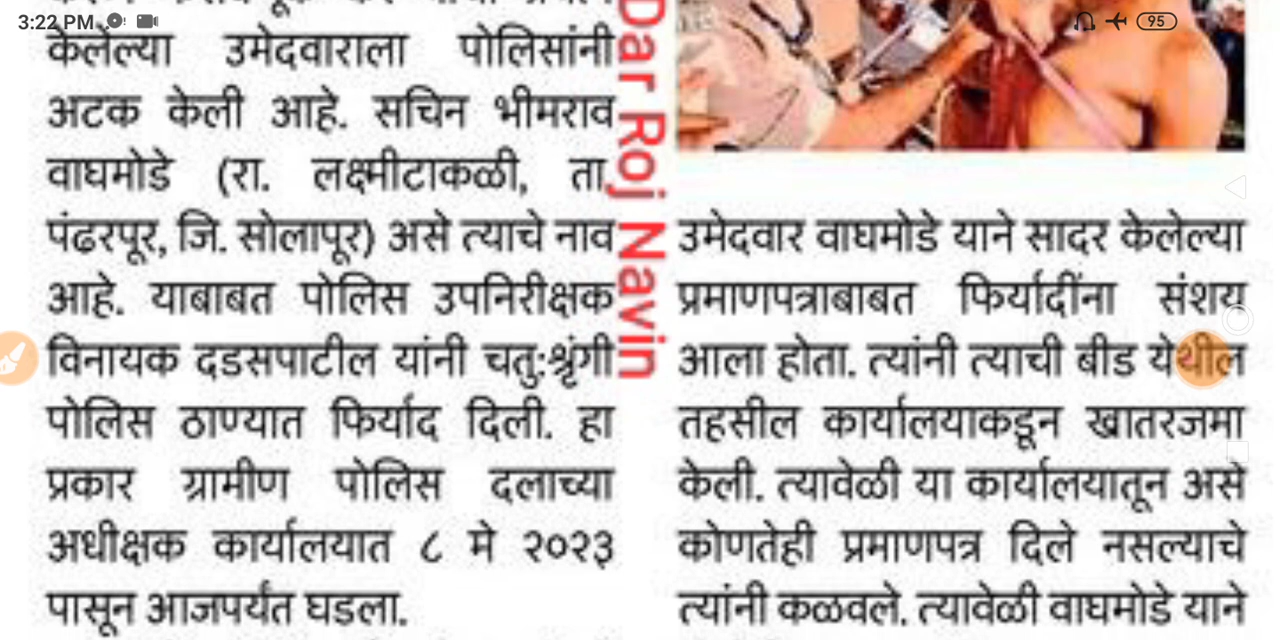 3:22 PM
95
केलेल्या उमेदवाराला पोलिसांनी
अटक केली आहे. सचिन भीमराव
वाघमोडे (रा. लक्ष्मीटाकळी, ता.
पंढरपूर, जि. सोलापूर) असे त्याचे नाव
आहे. याबाबत पोलिस उपनिरीक्षक
विनायक दडसपाटील यांनी चतु:श्रृंगी
पोलिस ठाण्यात फिर्याद दिली. हा
प्रकार ग्रामीण पोलिस दलाच्या
अधीक्षक कार्यालयात ८ मे २०२३
पासून आजपर्यंत घडला.
Dar Roj Navin
उमेदवार वाघमोडे याने सादर केलेल्या
प्रमाणपत्राबाबत फिर्यादींना संशय
आला होता. त्यांनी त्याची बीड येथील
तहसील कार्यालयाकडून खातरजमा
केली. त्यावेळी या कार्यालयातून असे
कोणतेही प्रमाणपत्र दिले नसल्याचे
त्यांनी कळवले. त्यावेळी वाघमोडे याने